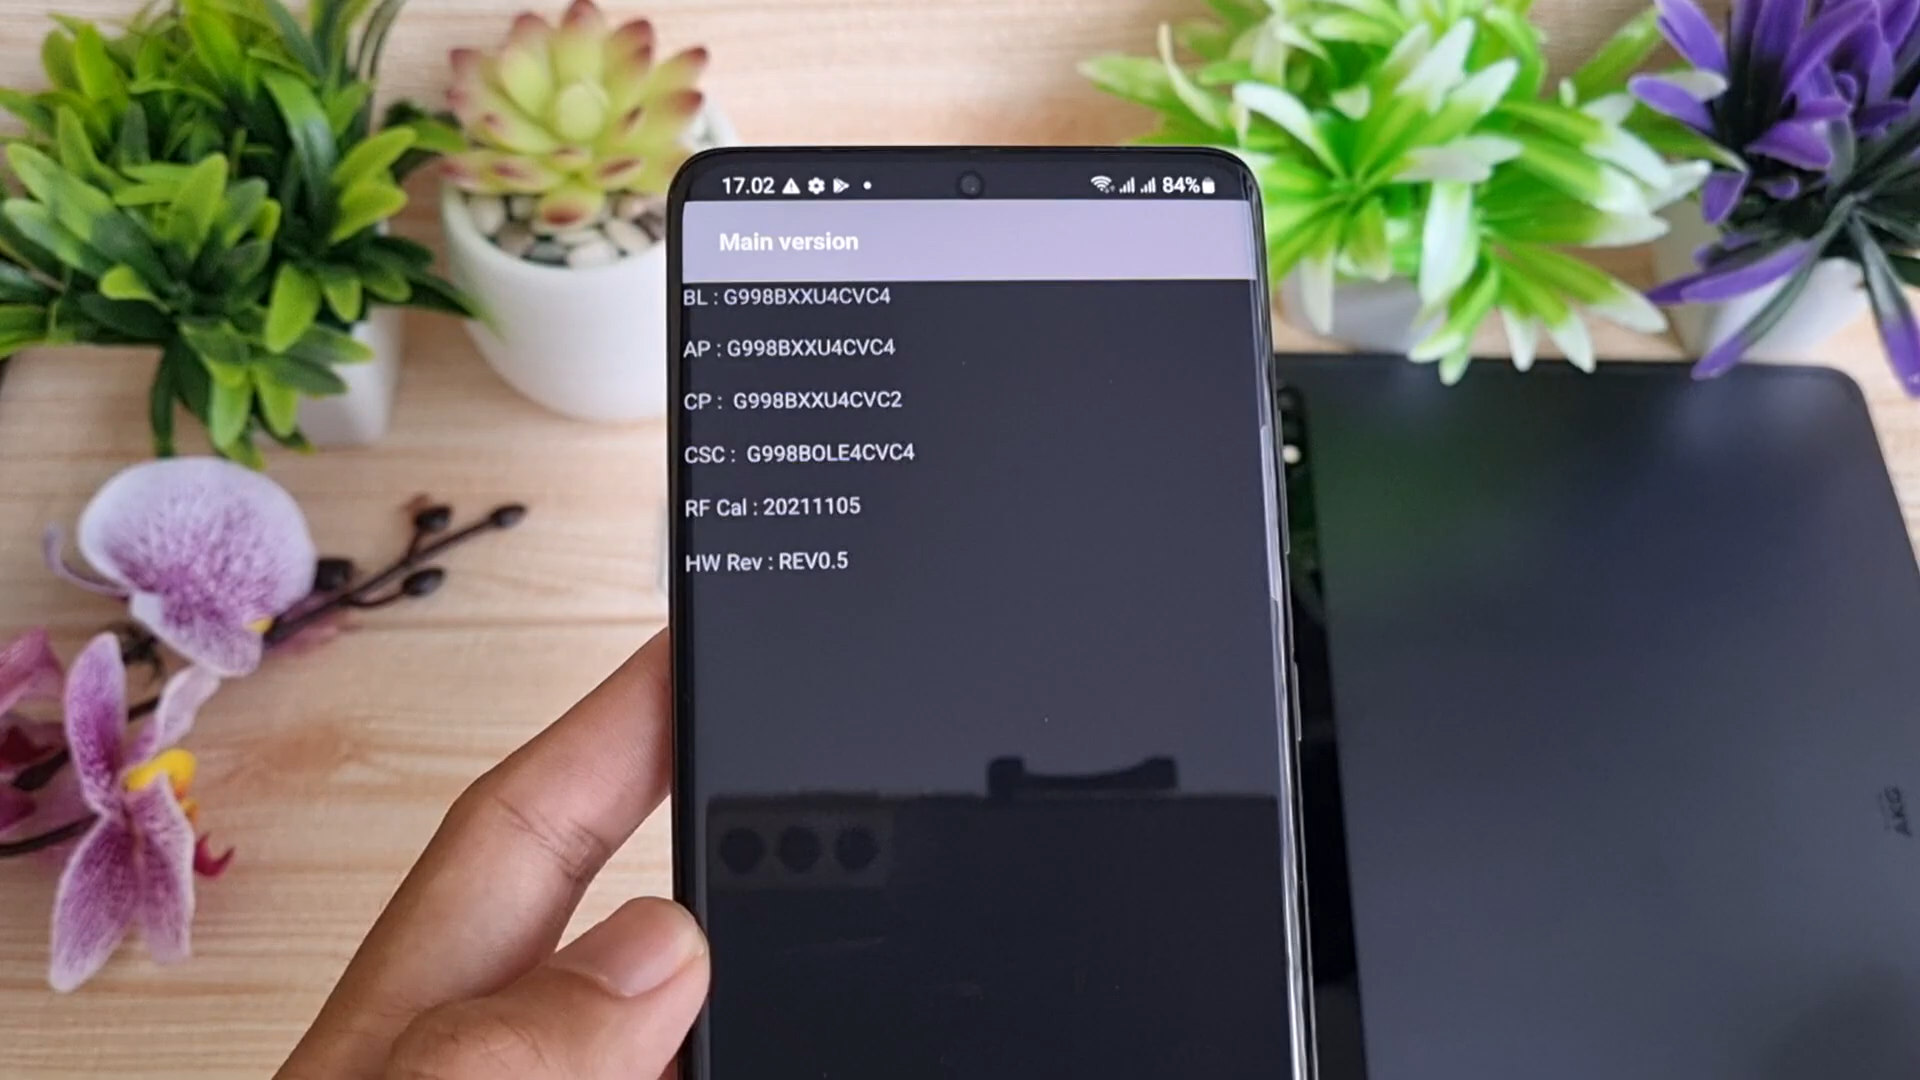 17.02 84%
Main version
BL : G998BXXU4CVC4
AP : G998BXXU4CVC4
CP : G998BXXU4CVC2
CSC : G998BOLE4CVC4
RF Cal : 20211105
HW Rev : REV0.5
AKG